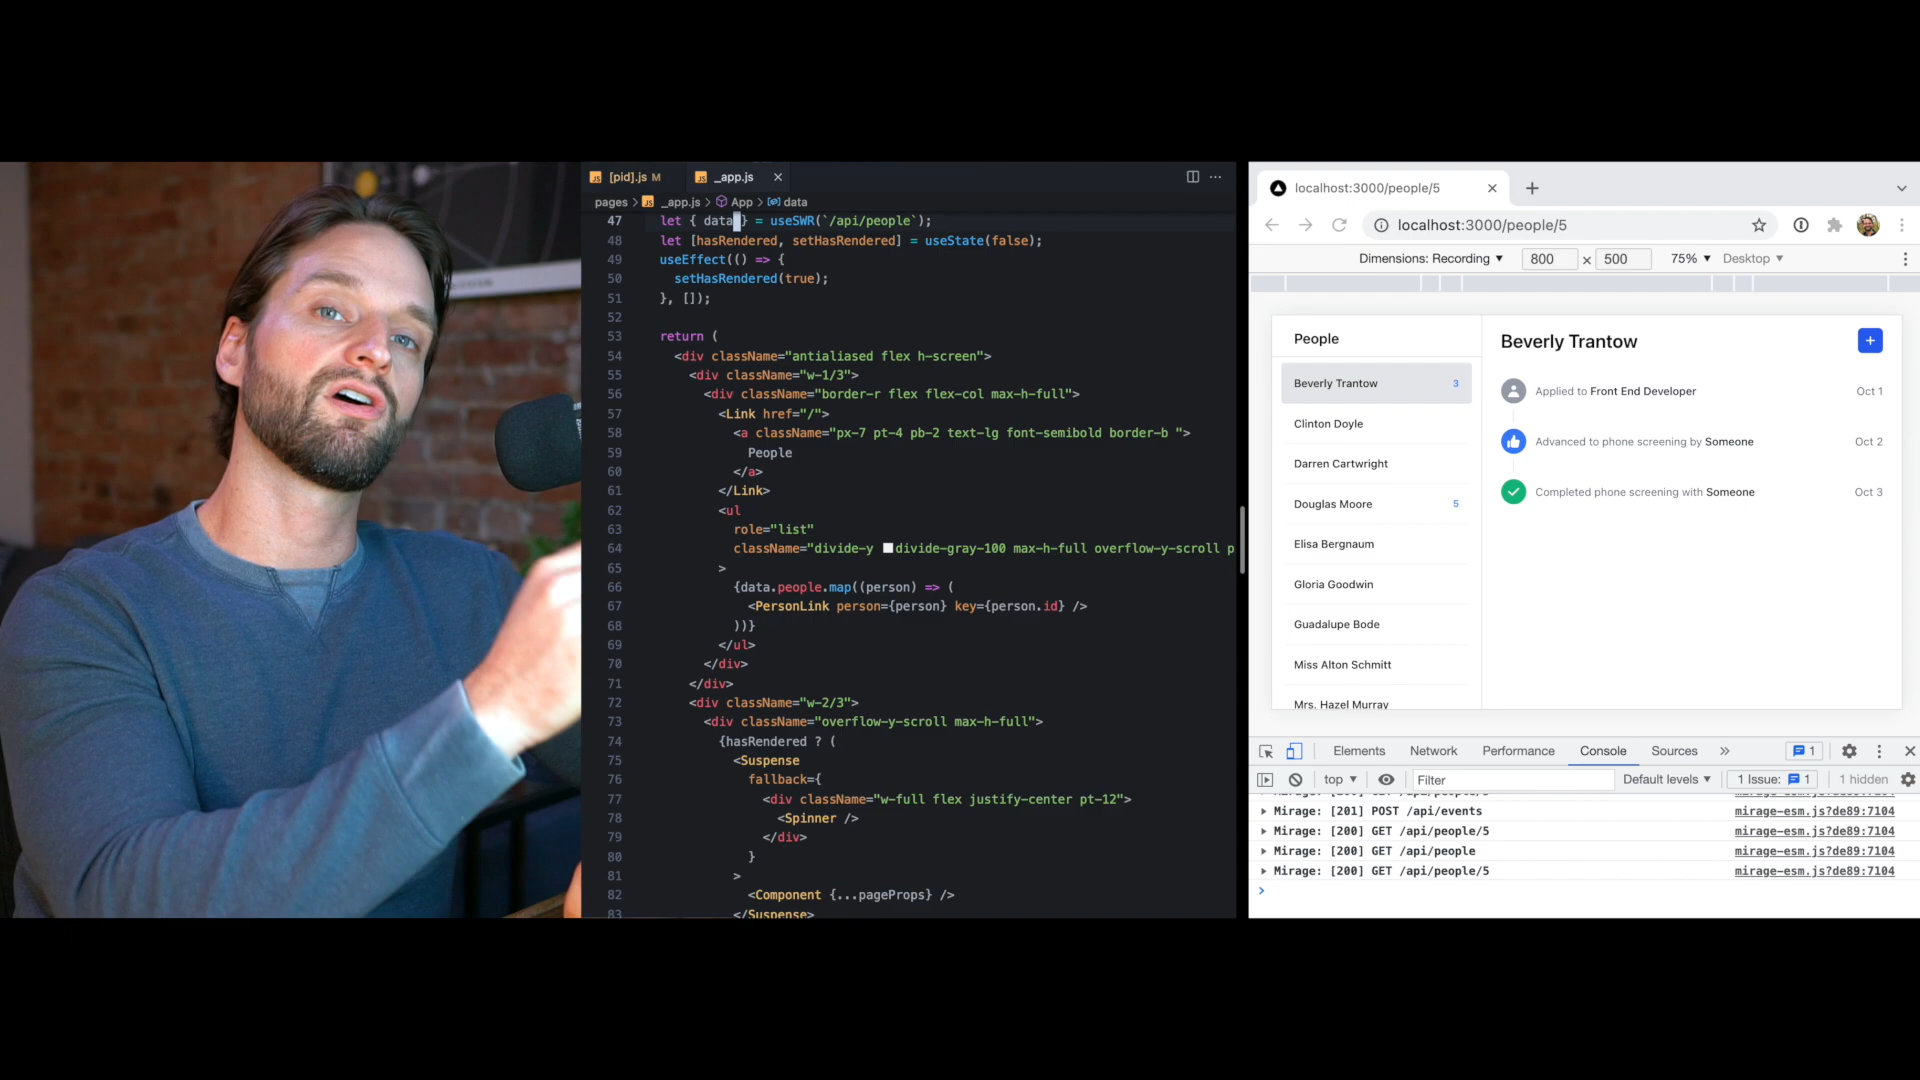 [pid].js M
_app.js
pages > _app.js > App > data
47 let { data } = useSWR(`/api/people`);
48 let [hasRendered, setHasRendered] = useState(false);
49 useEffect(() => {
50 setHasRendered(true);
51 }, []);
52
53 return (
54 <div className="antialiased flex h-screen">
55 <div className="w-1/3">
56 <div className="border-r flex flex-col max-h-full">
57 <Link href="/">
58 <a className="px-7 pt-4 pb-2 text-lg font-semibold border-b ">
59 People
60 </a>
61 </Link>
62 <ul
63 role="list"
64 className="divide-y divide-gray-100 max-h-full overflow-y-scroll p
65 >
66 {data.people.map((person) => (
67 <PersonLink person={person} key={person.id} />
68 ))}
69 </ul>
70 </div>
71 </div>
72 <div className="w-2/3">
73 <div className="overflow-y-scroll max-h-full">
74 {hasRendered ? (
75 <Suspense
76 fallback={
77 <div className="w-full flex justify-center pt-12">
78 <Spinner />
79 </div>
80 }
81 >
82 <Component {...pageProps} />
83 </Suspense>
localhost:3000/people/5
localhost:3000/people/5
Dimensions: Recording 800 × 500 75% Desktop
People
Beverly Trantow 3
Clinton Doyle
Darren Cartwright
Douglas Moore 5
Elisa Bergnaum
Gloria Goodwin
Guadalupe Bode
Miss Alton Schmitt
Mrs. Hazel Murray
Beverly Trantow
+
Applied to Front End Developer Oct 1
Advanced to phone screening by Someone Oct 2
Completed phone screening with Someone Oct 3
Elements Network Performance Console Sources » 1
top Filter Default levels 1 Issue: 1 1 hidden
Mirage: [201] POST /api/events mirage-esm.js?de89:7104
Mirage: [200] GET /api/people/5 mirage-esm.js?de89:7104
Mirage: [200] GET /api/people mirage-esm.js?de89:7104
Mirage: [200] GET /api/people/5 mirage-esm.js?de89:7104